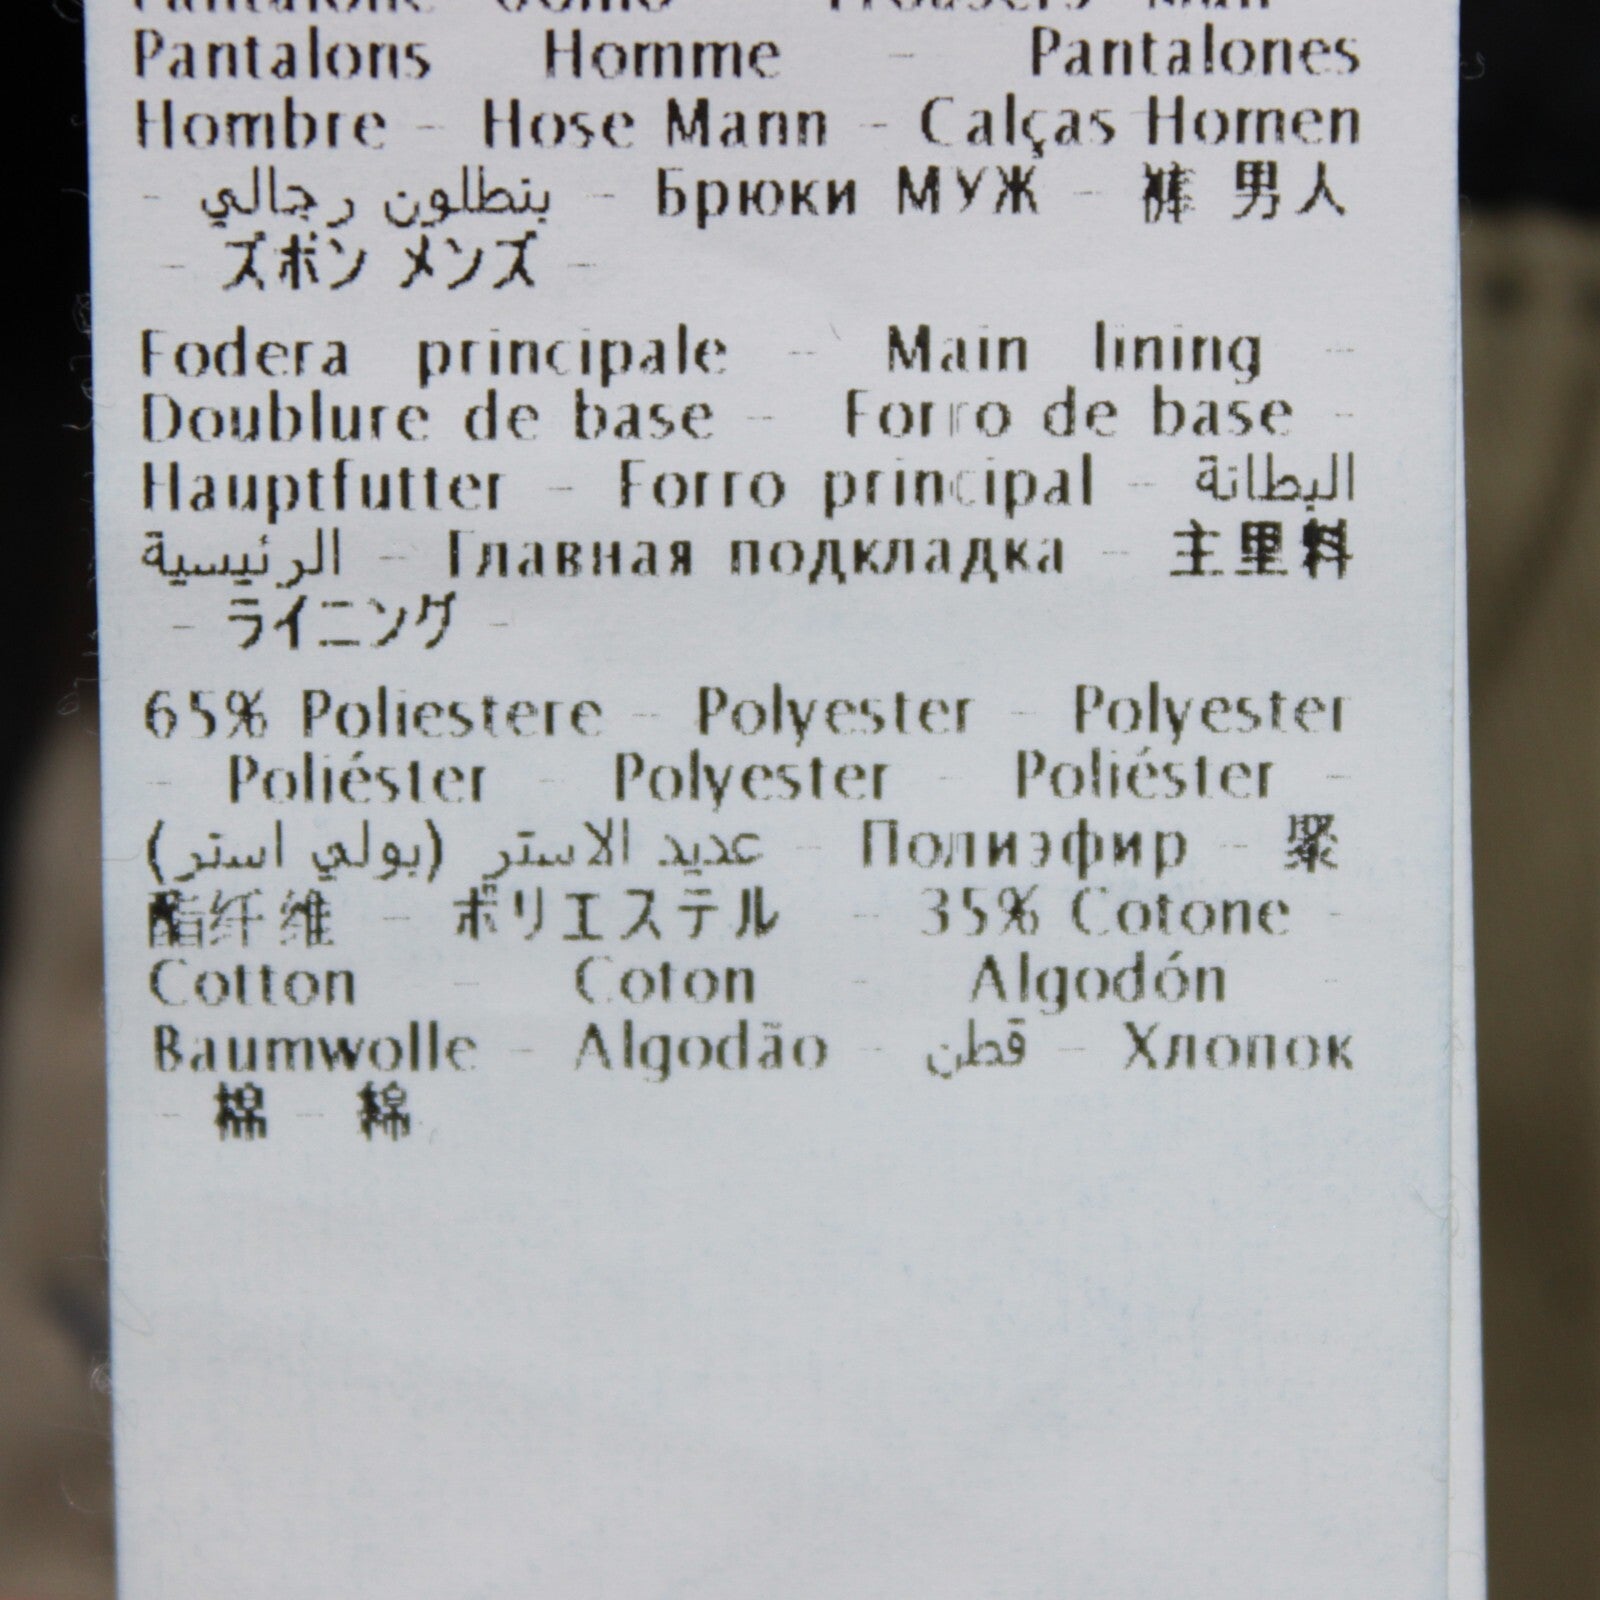 Pantalone Uomo - Trousers Man -
Pantalons Homme - Pantalones
Hombre - Hose Mann - Calças Homen
- بنطلون رجالي - Брюки МУЖ - 裤 男人
- ズボン メンズ -
Fodera principale - Main lining -
Doublure de base - Forro de base -
Hauptfutter - Forro principal - البطانة
الرئيسية - Главная подкладка - 主里料
- ライニング -
65% Poliestere - Polyester - Polyester
- Poliéster - Polyester - Poliéster -
عديد الاستر (بولي استر) - Полиэфир - 聚
酯纤维 - ポリエステル - 35% Cotone -
Cotton - Coton - Algodón -
Baumwolle - Algodão - قطن - Хлопок
- 棉 - 綿